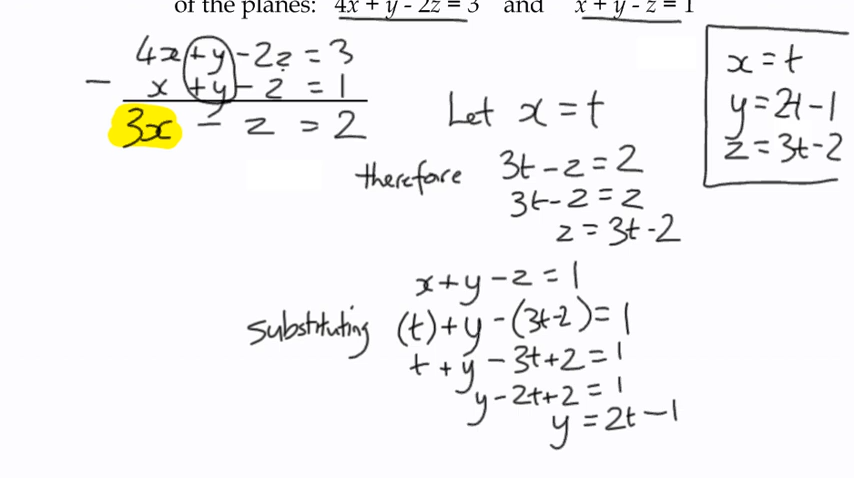 of the planes: 4x + y - 2z = 3 and x + y - z = 1
4x + y - 2z = 3
- x + y - z = 1
3x - z = 2
Let x = t
therefore 3t - z = 2
3t - 2 = z
z = 3t - 2
x + y - z = 1
substituting (t) + y - (3t-2) = 1
t + y - 3t + 2 = 1
y - 2t + 2 = 1
y = 2t - 1
x = t
y = 2t - 1
z = 3t - 2